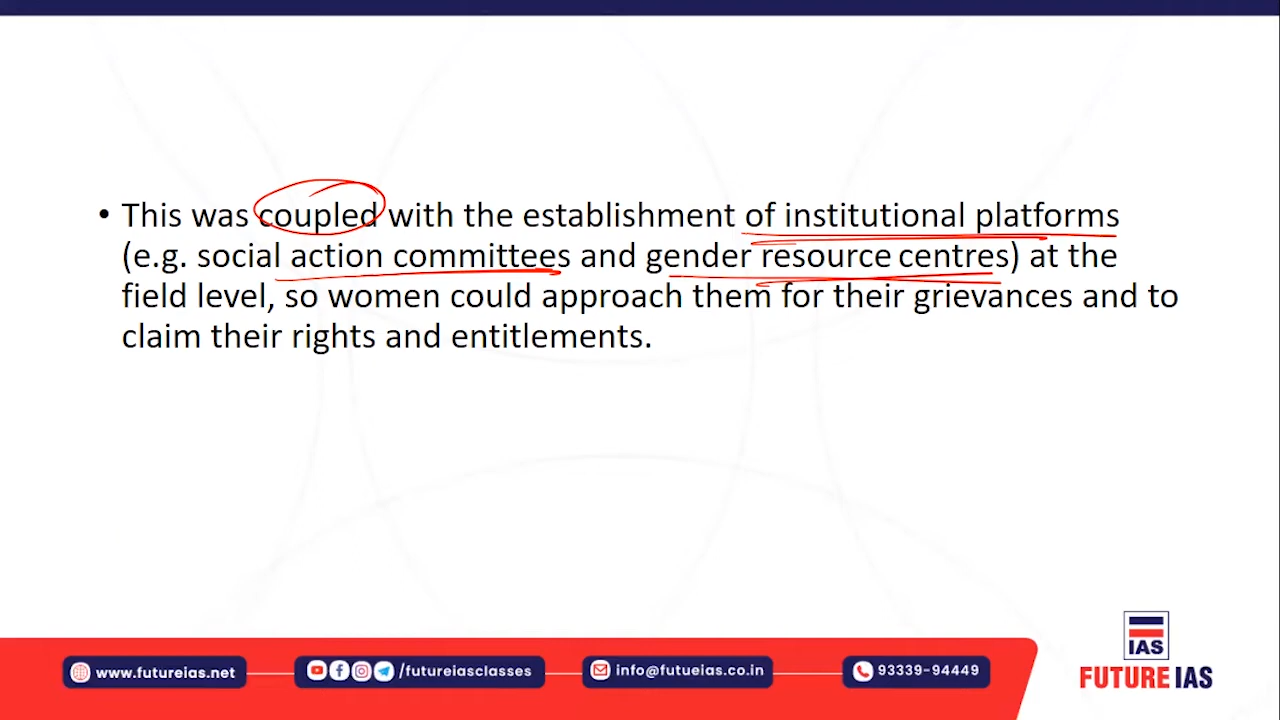 • This was coupled with the establishment of institutional platforms
(e.g. social action committees and gender resource centres) at the
field level, so women could approach them for their grievances and to
claim their rights and entitlements.
IAS
FUTURE IAS
www.futureias.net
/futureiasclasses
info@futueias.co.in
93339-94449